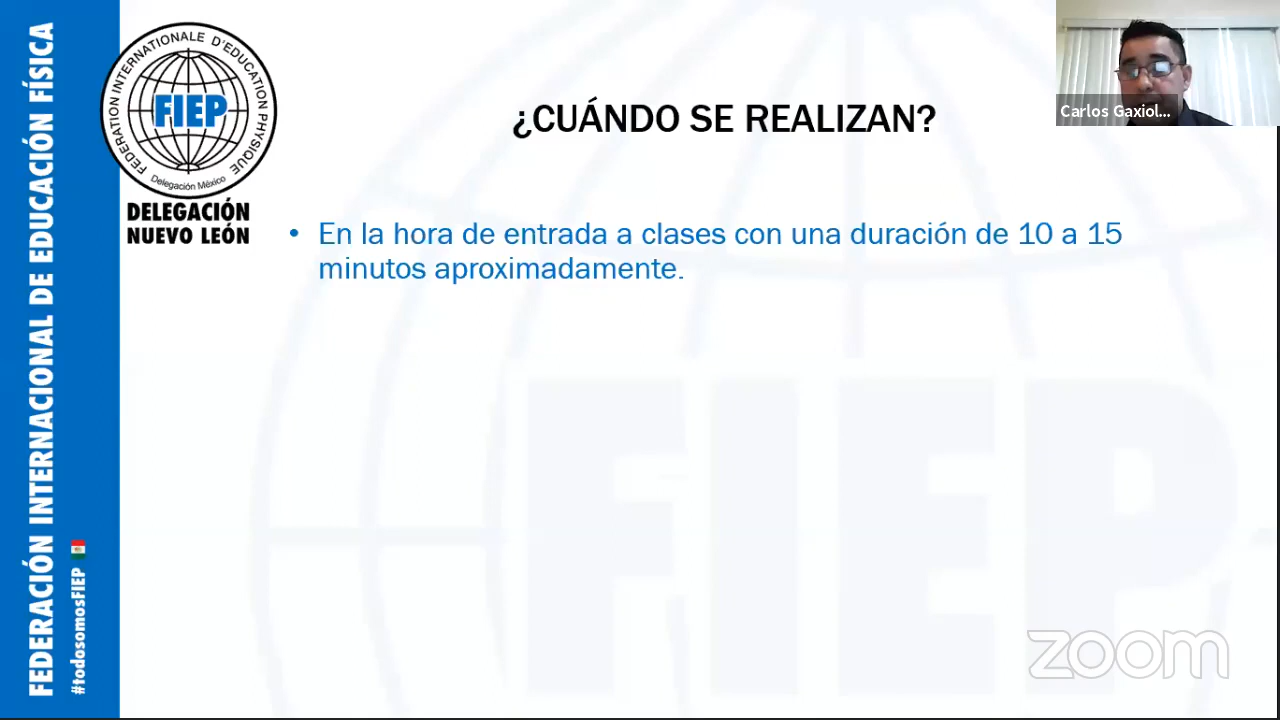 FEDERACIÓN INTERNACIONAL DE EDUCACIÓN FÍSICA
#todosomosFIEP
FEDERATION INTERNATIONALE D'EDUCATION PHYSIQUE
FIEP
Delegación México
DELEGACIÓN
NUEVO LEÓN
¿CUÁNDO SE REALIZAN?
• En la hora de entrada a clases con una duración de 10 a 15
minutos aproximadamente.
Carlos Gaxiol...
FIEP
zoom